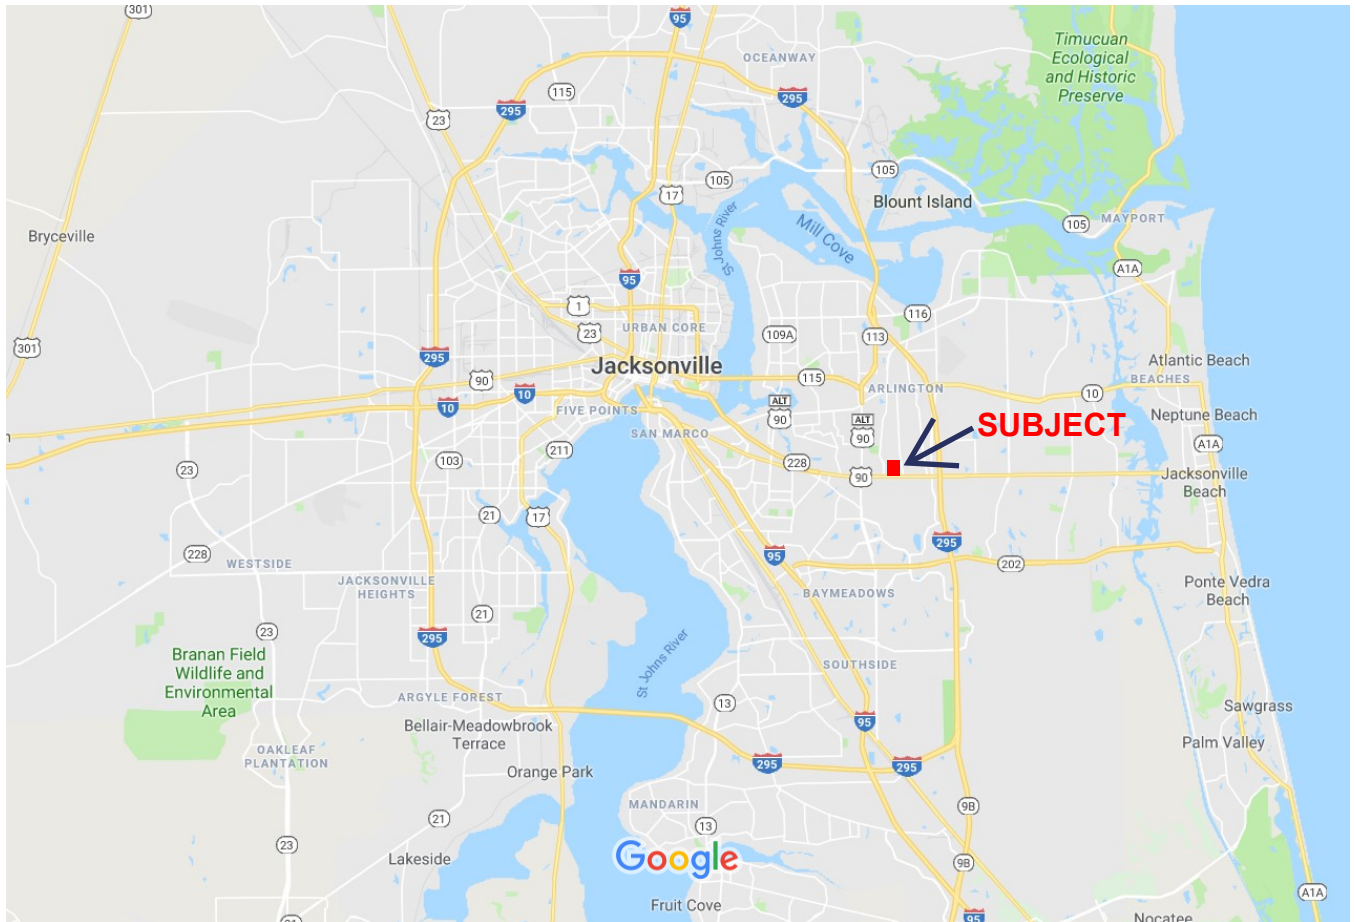 301
95
OCEANWAY
Timucuan
Ecological
and Historic
Preserve
295
115
295
23
105
105
17
Blount Island
Mill Cove
St Johns River
105
MAYPORT
Bryceville
A1A
95
1
116
URBAN CORE
23
109A
113
301
295
Jacksonville
Atlantic Beach
90
115
BEACHES
10
ARLINGTON
10
10
FIVE POINTS
ALT
90
Neptune Beach
SAN MARCO
ALT
90
SUBJECT
A1A
211
103
228
23
90
Jacksonville
Beach
21
17
295
228
95
202
WESTSIDE
JACKSONVILLE
HEIGHTS
BAYMEADOWS
Ponte Vedra
Beach
21
23
295
St Johns River
Branan Field
Wildlife and
Environmental
Area
SOUTHSIDE
ARGYLE FOREST
13
Sawgrass
Bellair-Meadowbrook
Terrace
95
Palm Valley
OAKLEAF
PLANTATION
295
295
Orange Park
MANDARIN
9B
21
13
23
Google
Lakeside
9B
A1A
Fruit Cove
21
95
Nocatee